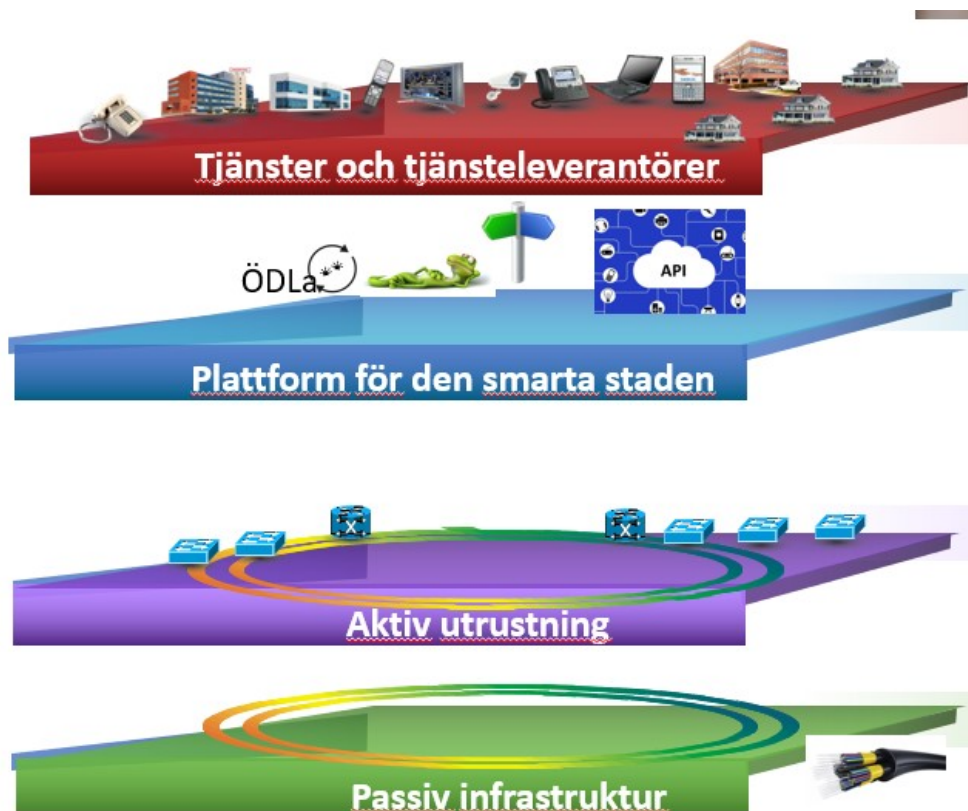 Tjänster och tjänsteleverantörer
ÖDLa
API
Plattform för den smarta staden
Aktiv utrustning
Passiv infrastruktur